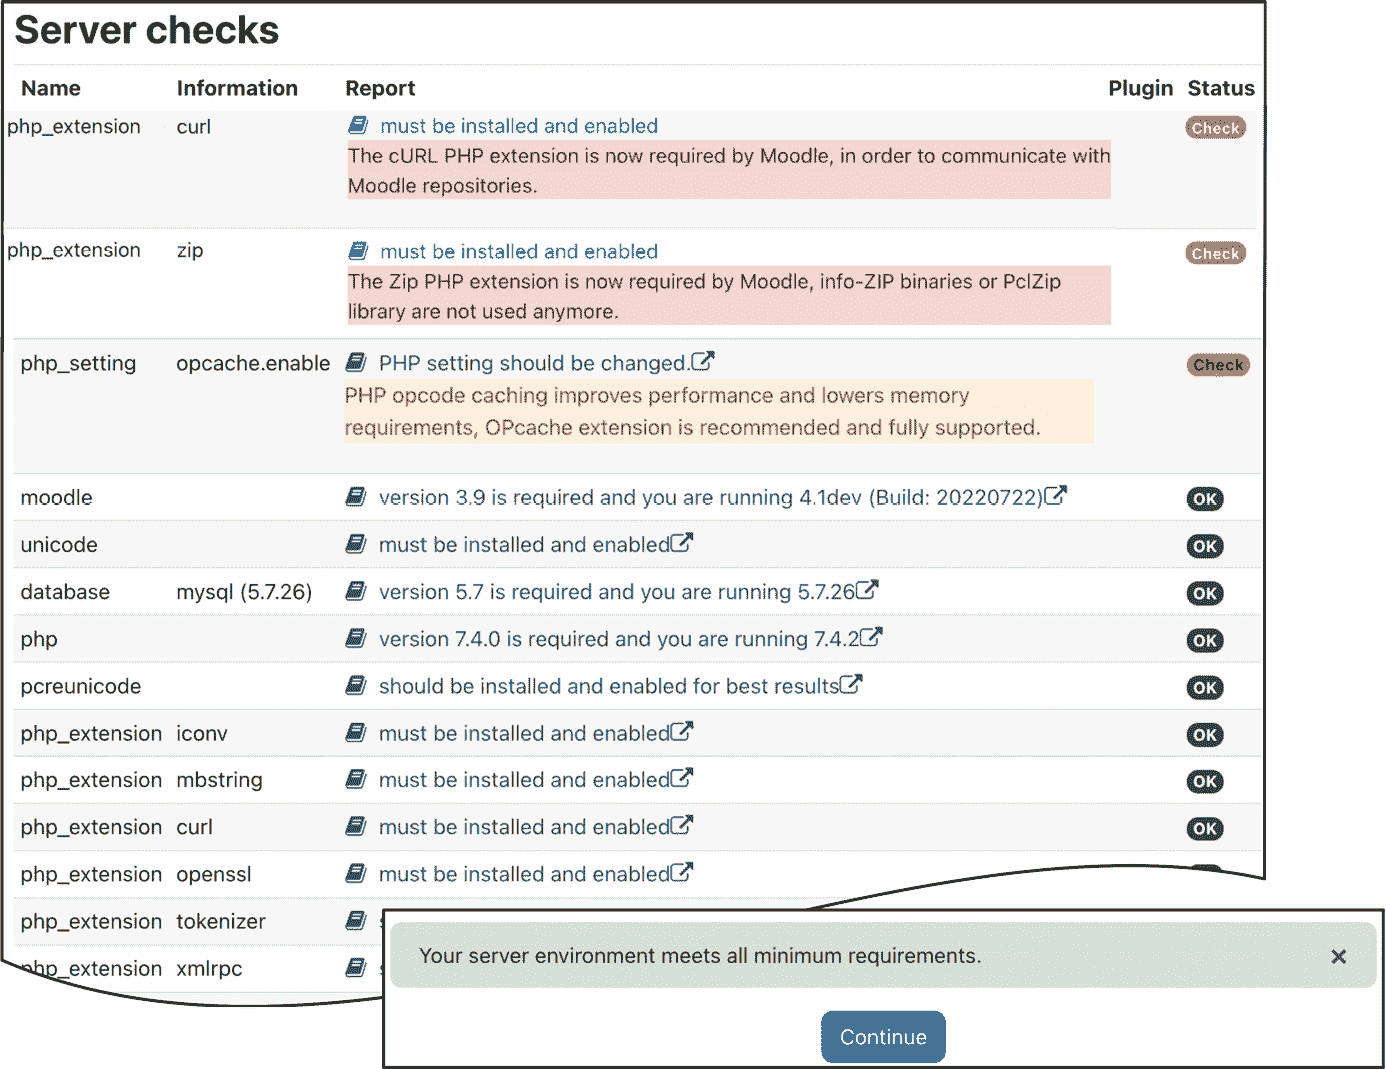 Server checks
Name Information Report Plugin Status
php_extension curl must be installed and enabled Check
The cURL PHP extension is now required by Moodle, in order to communicate with
Moodle repositories.
php_extension zip must be installed and enabled Check
The Zip PHP extension is now required by Moodle, info-ZIP binaries or PclZip
library are not used anymore.
php_setting opcache.enable PHP setting should be changed. Check
PHP opcode caching improves performance and lowers memory
requirements, OPcache extension is recommended and fully supported.
moodle version 3.9 is required and you are running 4.1dev (Build: 20220722) OK
unicode must be installed and enabled OK
database mysql (5.7.26) version 5.7 is required and you are running 5.7.26 OK
php version 7.4.0 is required and you are running 7.4.2 OK
pcreunicode should be installed and enabled for best results OK
php_extension iconv must be installed and enabled OK
php_extension mbstring must be installed and enabled OK
php_extension curl must be installed and enabled OK
php_extension openssl must be installed and enabled
php_extension tokenizer
php_extension xmlrpc
Your server environment meets all minimum requirements. ×
Continue